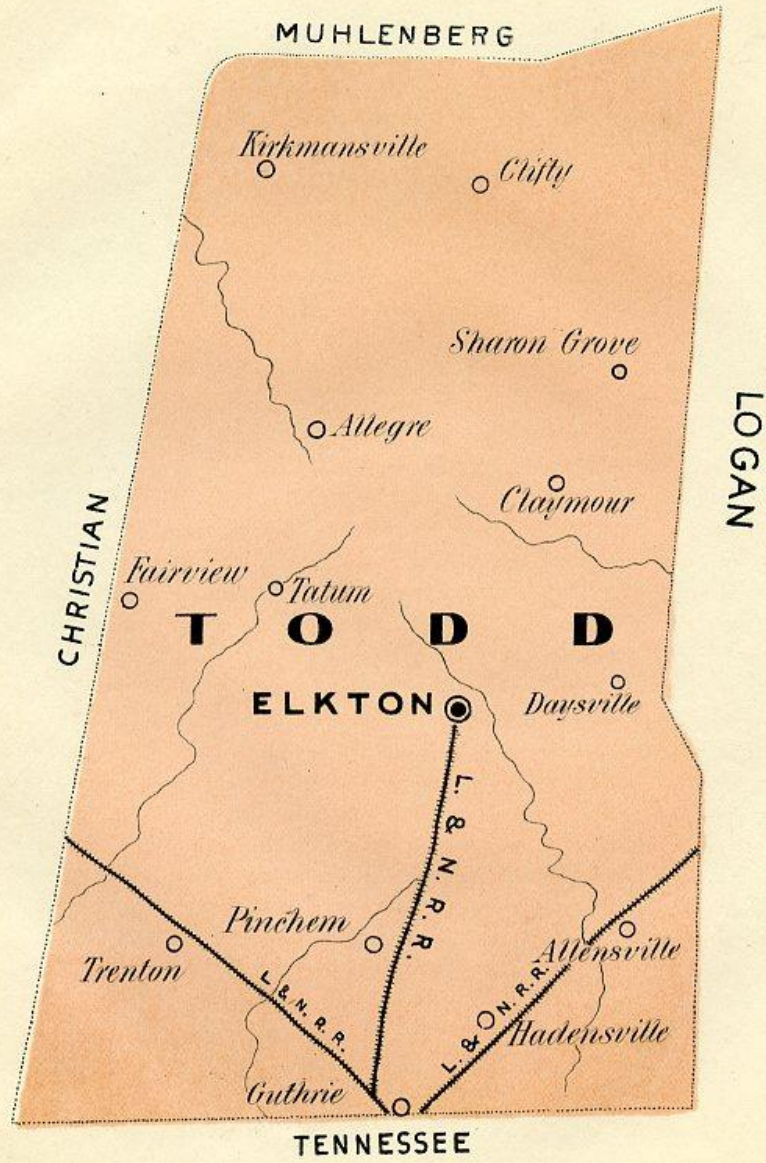 MUHLENBERG
Kirkmansville
Clifty
Sharon Grove
LOGAN
Allegre
Claymour
CHRISTIAN
Fairview
Tatum
TODD
ELKTON
Daysville
L. & N. R. R.
Pinchem
Trenton
L. & N. R. R.
Allensville
L. & N. R. R.
Hadensville
Guthrie
TENNESSEE